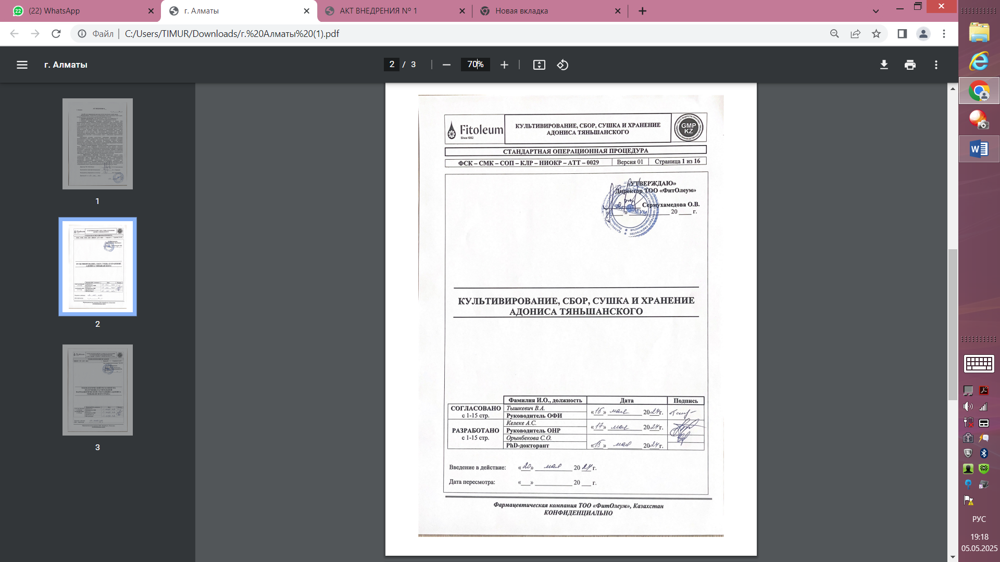 (22) WhatsApp
г. Алматы
АКТ ВНЕДРЕНИЯ № 1
Новая вкладка
Файл
C:/Users/TIMUR/Downloads/г.%20Алматы%20(1).pdf
г. Алматы
2 / 3
70%
1
2
3
Fitoleum
Since 1992
КУЛЬТИВИРОВАНИЕ, СБОР, СУШКА И ХРАНЕНИЕ
АДОНИСА ТЯНЬШАНСКОГО
GMP
KZ
СТАНДАРТНАЯ ОПЕРАЦИОННАЯ ПРОЦЕДУРА
ФСК – СМК – СОП – КЛР – НИОКР – АТТ – 0029
Версия 01
Страница 1 из 16
«УТВЕРЖДАЮ»
Директор ТОО «ФитОлеум»
Сермухамедова О.В.
«___» ____________ 20 ____ г.
КУЛЬТИВИРОВАНИЕ, СБОР, СУШКА И ХРАНЕНИЕ
АДОНИСА ТЯНЬШАНСКОГО
Фамилия И.О., должность
Дата
Подпись
СОГЛАСОВАНО
с 1-15 стр.
Тышкевич В.А.
Руководитель ОФИ
«16» мая 2024г.
РАЗРАБОТАНО
с 1-15 стр.
Келеке А.С.
Руководитель ОНР
«17» мая 2024г.
Орынбекова С.О.
PhD-докторант
«15» мая 2024г.
Введение в действие: «20» мая 20 24 г.
Дата пересмотра: «___» ____________ 20 ___ г.
Фармацевтическая компания ТОО «ФитОлеум», Казахстан
КОНФИДЕНЦИАЛЬНО
РУС
19:18
05.05.2025